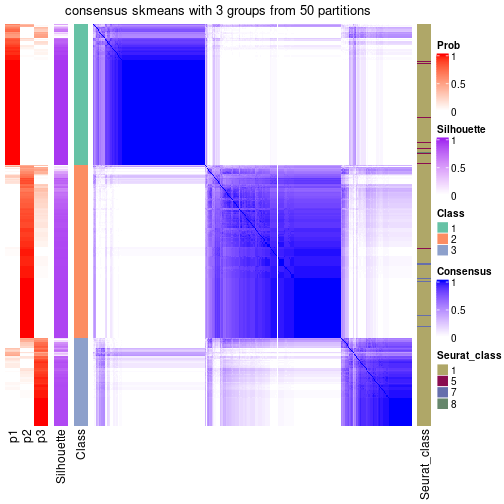 consensus skmeans with 3 groups from 50 partitions
Prob
1
0.5
0
Silhouette
1
0.5
0
Class
1
2
3
Consensus
1
0.5
0
Seurat_class
1
5
7
8
p1
p2
p3
Silhouette
Class
Seurat_class